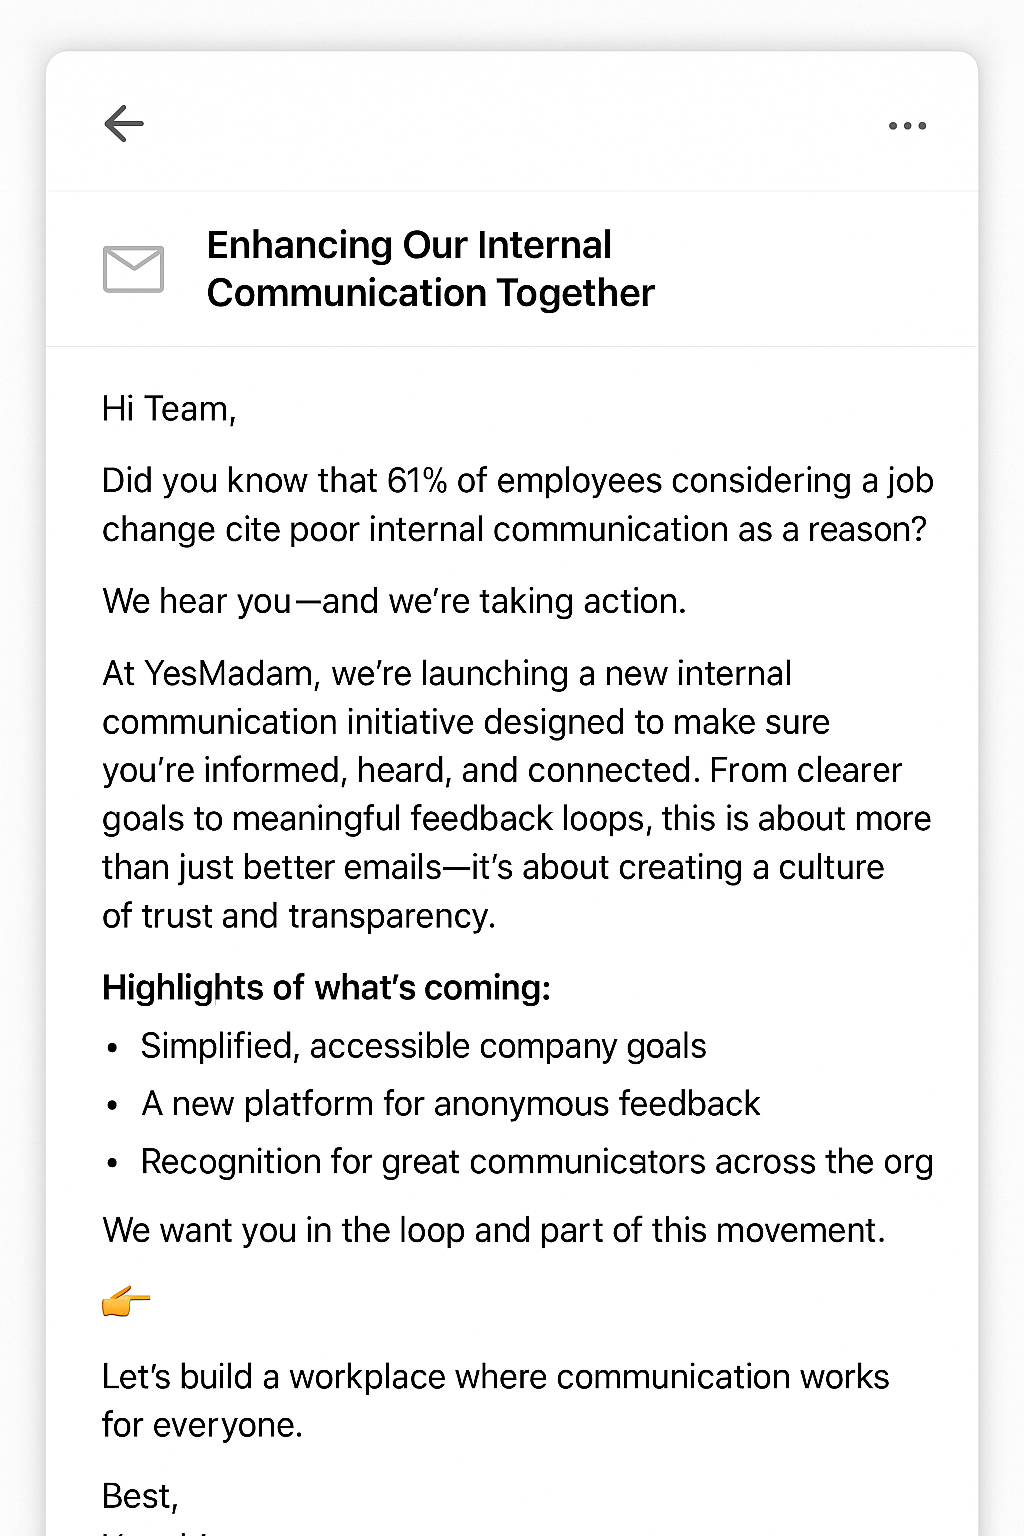 Enhancing Our Internal
Communication Together
Hi Team,
Did you know that 61% of employees considering a job
change cite poor internal communication as a reason?
We hear you—and we’re taking action.
At YesMadam, we’re launching a new internal
communication initiative designed to make sure
you’re informed, heard, and connected. From clearer
goals to meaningful feedback loops, this is about more
than just better emails—it’s about creating a culture
of trust and transparency.
Highlights of what’s coming:
• Simplified, accessible company goals
• A new platform for anonymous feedback
• Recognition for great communicators across the org
We want you in the loop and part of this movement.
👉
Let’s build a workplace where communication works
for everyone.
Best,